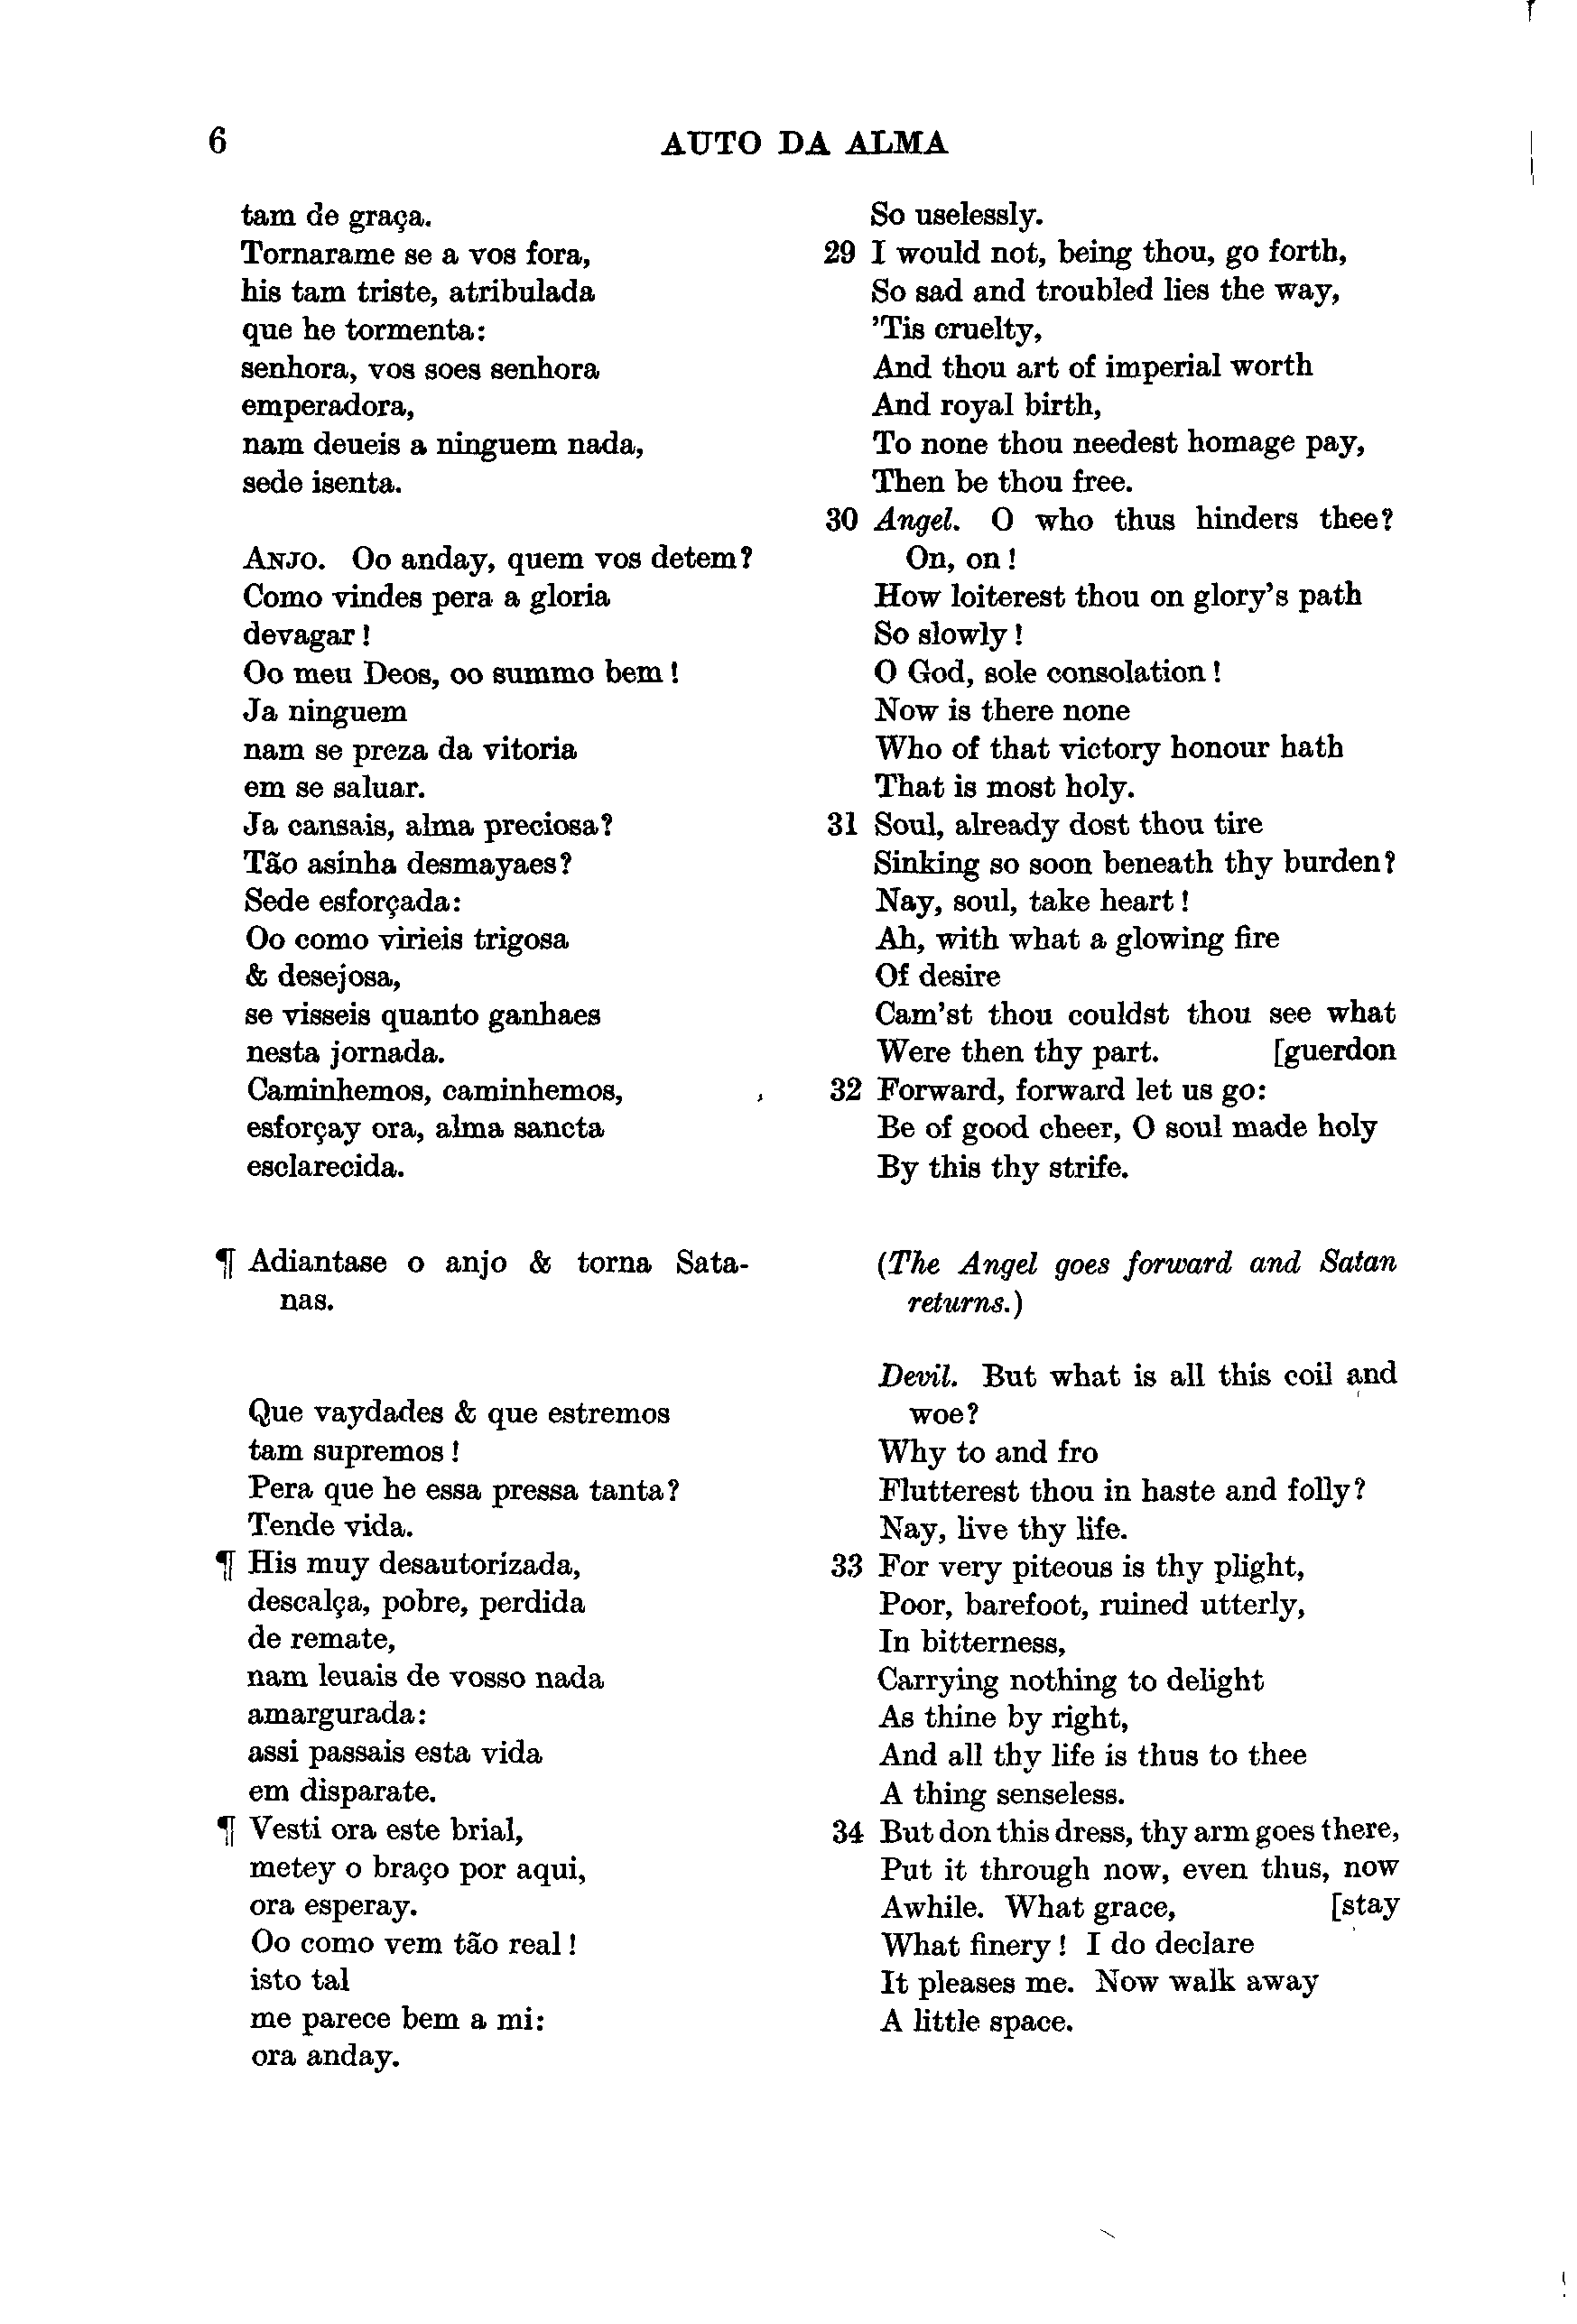 6
AUTO DA ALMA
tam de graça.
Tornarame se a vos fora,
his tam triste, atribulada
que he tormenta:
senhora, vos soes senhora
emperadora,
nam deueis a ninguem nada,
sede isenta.
ANJO. Oo anday, quem vos detem?
Como vindes pera a gloria
devagar!
Oo meu Deos, oo summo bem!
Ja ninguem
nam se preza da vitoria
em se saluar.
Ja cansais, alma preciosa?
Tão asinha desmayaes?
Sede esforçada:
Oo como virieis trigosa
& desejosa,
se visseis quanto ganhaes
nesta jornada.
Caminhemos, caminhemos,
esforçay ora, alma sancta
esclarecida.
¶ Adiantase o anjo & torna Sata-
nas.
Que vaydades & que estremos
tam supremos!
Pera que he essa pressa tanta?
Tende vida.
¶ His muy desautorizada,
descalça, pobre, perdida
de remate,
nam leuais de vosso nada
amargurada:
assi passais esta vida
em disparate.
¶ Vesti ora este brial,
metey o braço por aqui,
ora esperay.
Oo como vem tão real!
isto tal
me parece bem a mi:
ora anday.
So uselessly.
29 I would not, being thou, go forth,
So sad and troubled lies the way,
'Tis cruelty,
And thou art of imperial worth
And royal birth,
To none thou needest homage pay,
Then be thou free.
30 Angel. O who thus hinders thee?
On, on!
How loiterest thou on glory's path
So slowly!
O God, sole consolation!
Now is there none
Who of that victory honour hath
That is most holy.
31 Soul, already dost thou tire
Sinking so soon beneath thy burden?
Nay, soul, take heart!
Ah, with what a glowing fire
Of desire
Cam'st thou couldst thou see what
Were then thy part. [guerdon
32 Forward, forward let us go:
Be of good cheer, O soul made holy
By this thy strife.
(The Angel goes forward and Satan
returns.)
Devil. But what is all this coil and
woe?
Why to and fro
Flutterest thou in haste and folly?
Nay, live thy life.
33 For very piteous is thy plight,
Poor, barefoot, ruined utterly,
In bitterness,
Carrying nothing to delight
As thine by right,
And all thy life is thus to thee
A thing senseless.
34 But don this dress, thy arm goes there,
Put it through now, even thus, now
Awhile. What grace, [stay
What finery! I do declare
It pleases me. Now walk away
A little space.